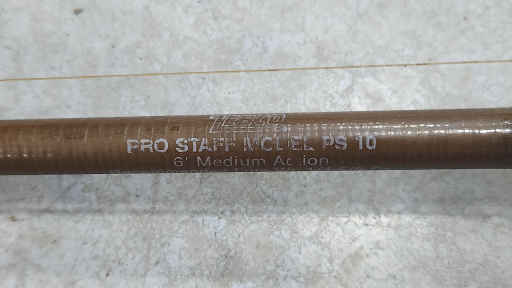 PRO STAFF MODEL PS 10
6' Medium Action